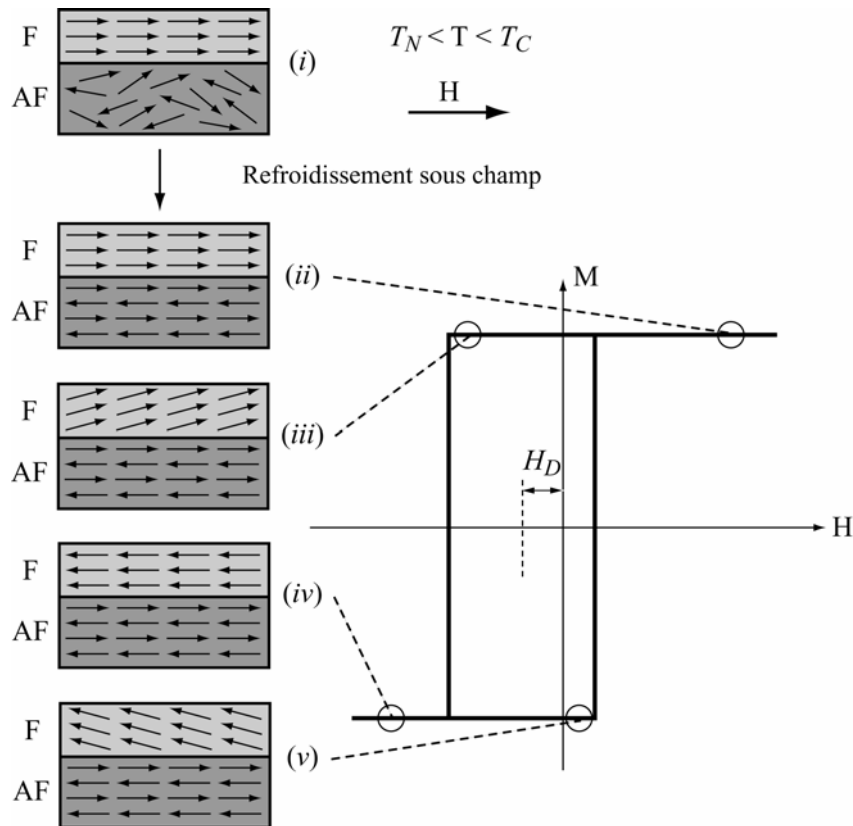 F
AF
(i)
T_N < T < T_C
H
Refroidissement sous champ
F
AF
(ii)
M
F
AF
(iii)
H_D
H
F
AF
(iv)
F
AF
(v)